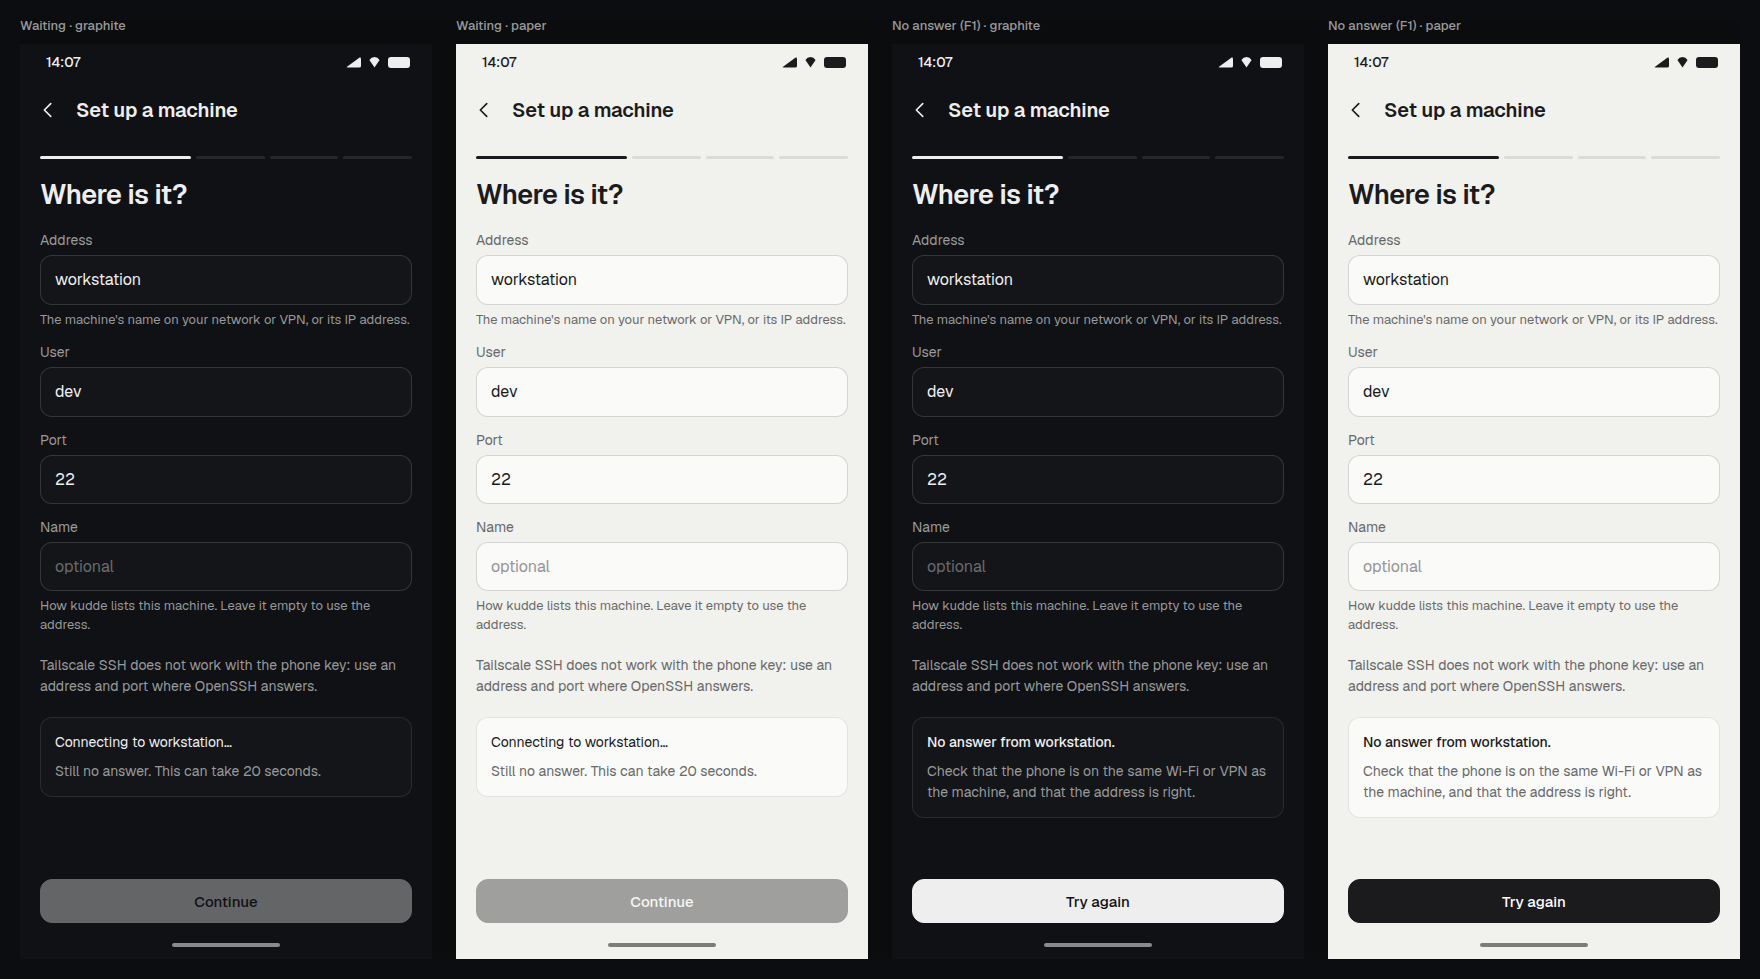 Waiting · graphite
14:07
Set up a machine
Where is it?
Address
workstation
The machine's name on your network or VPN, or its IP address.
User
dev
Port
22
Name
optional
How kudde lists this machine. Leave it empty to use the
address.
Tailscale SSH does not work with the phone key: use an
address and port where OpenSSH answers.
Connecting to workstation…
Still no answer. This can take 20 seconds.
Continue
Waiting · paper
14:07
Set up a machine
Where is it?
Address
workstation
The machine's name on your network or VPN, or its IP address.
User
dev
Port
22
Name
optional
How kudde lists this machine. Leave it empty to use the
address.
Tailscale SSH does not work with the phone key: use an
address and port where OpenSSH answers.
Connecting to workstation…
Still no answer. This can take 20 seconds.
Continue
No answer (F1) · graphite
14:07
Set up a machine
Where is it?
Address
workstation
The machine's name on your network or VPN, or its IP address.
User
dev
Port
22
Name
optional
How kudde lists this machine. Leave it empty to use the
address.
Tailscale SSH does not work with the phone key: use an
address and port where OpenSSH answers.
No answer from workstation.
Check that the phone is on the same Wi-Fi or VPN as
the machine, and that the address is right.
Try again
No answer (F1) · paper
14:07
Set up a machine
Where is it?
Address
workstation
The machine's name on your network or VPN, or its IP address.
User
dev
Port
22
Name
optional
How kudde lists this machine. Leave it empty to use the
address.
Tailscale SSH does not work with the phone key: use an
address and port where OpenSSH answers.
No answer from workstation.
Check that the phone is on the same Wi-Fi or VPN as
the machine, and that the address is right.
Try again